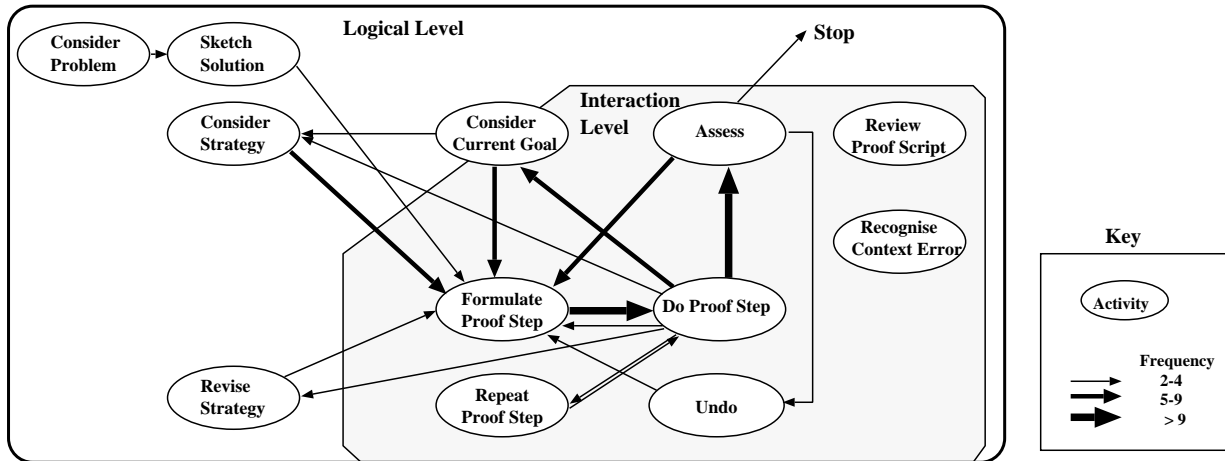 Logical Level
Stop
Consider
Problem
Sketch
Solution
Interaction
Level
Consider
Strategy
Consider
Current Goal
Assess
Review
Proof Script
Recognise
Context Error
Key
Formulate
Proof Step
Do Proof Step
Activity
Revise
Strategy
Repeat
Proof Step
Undo
Frequency
2-4
5-9
> 9